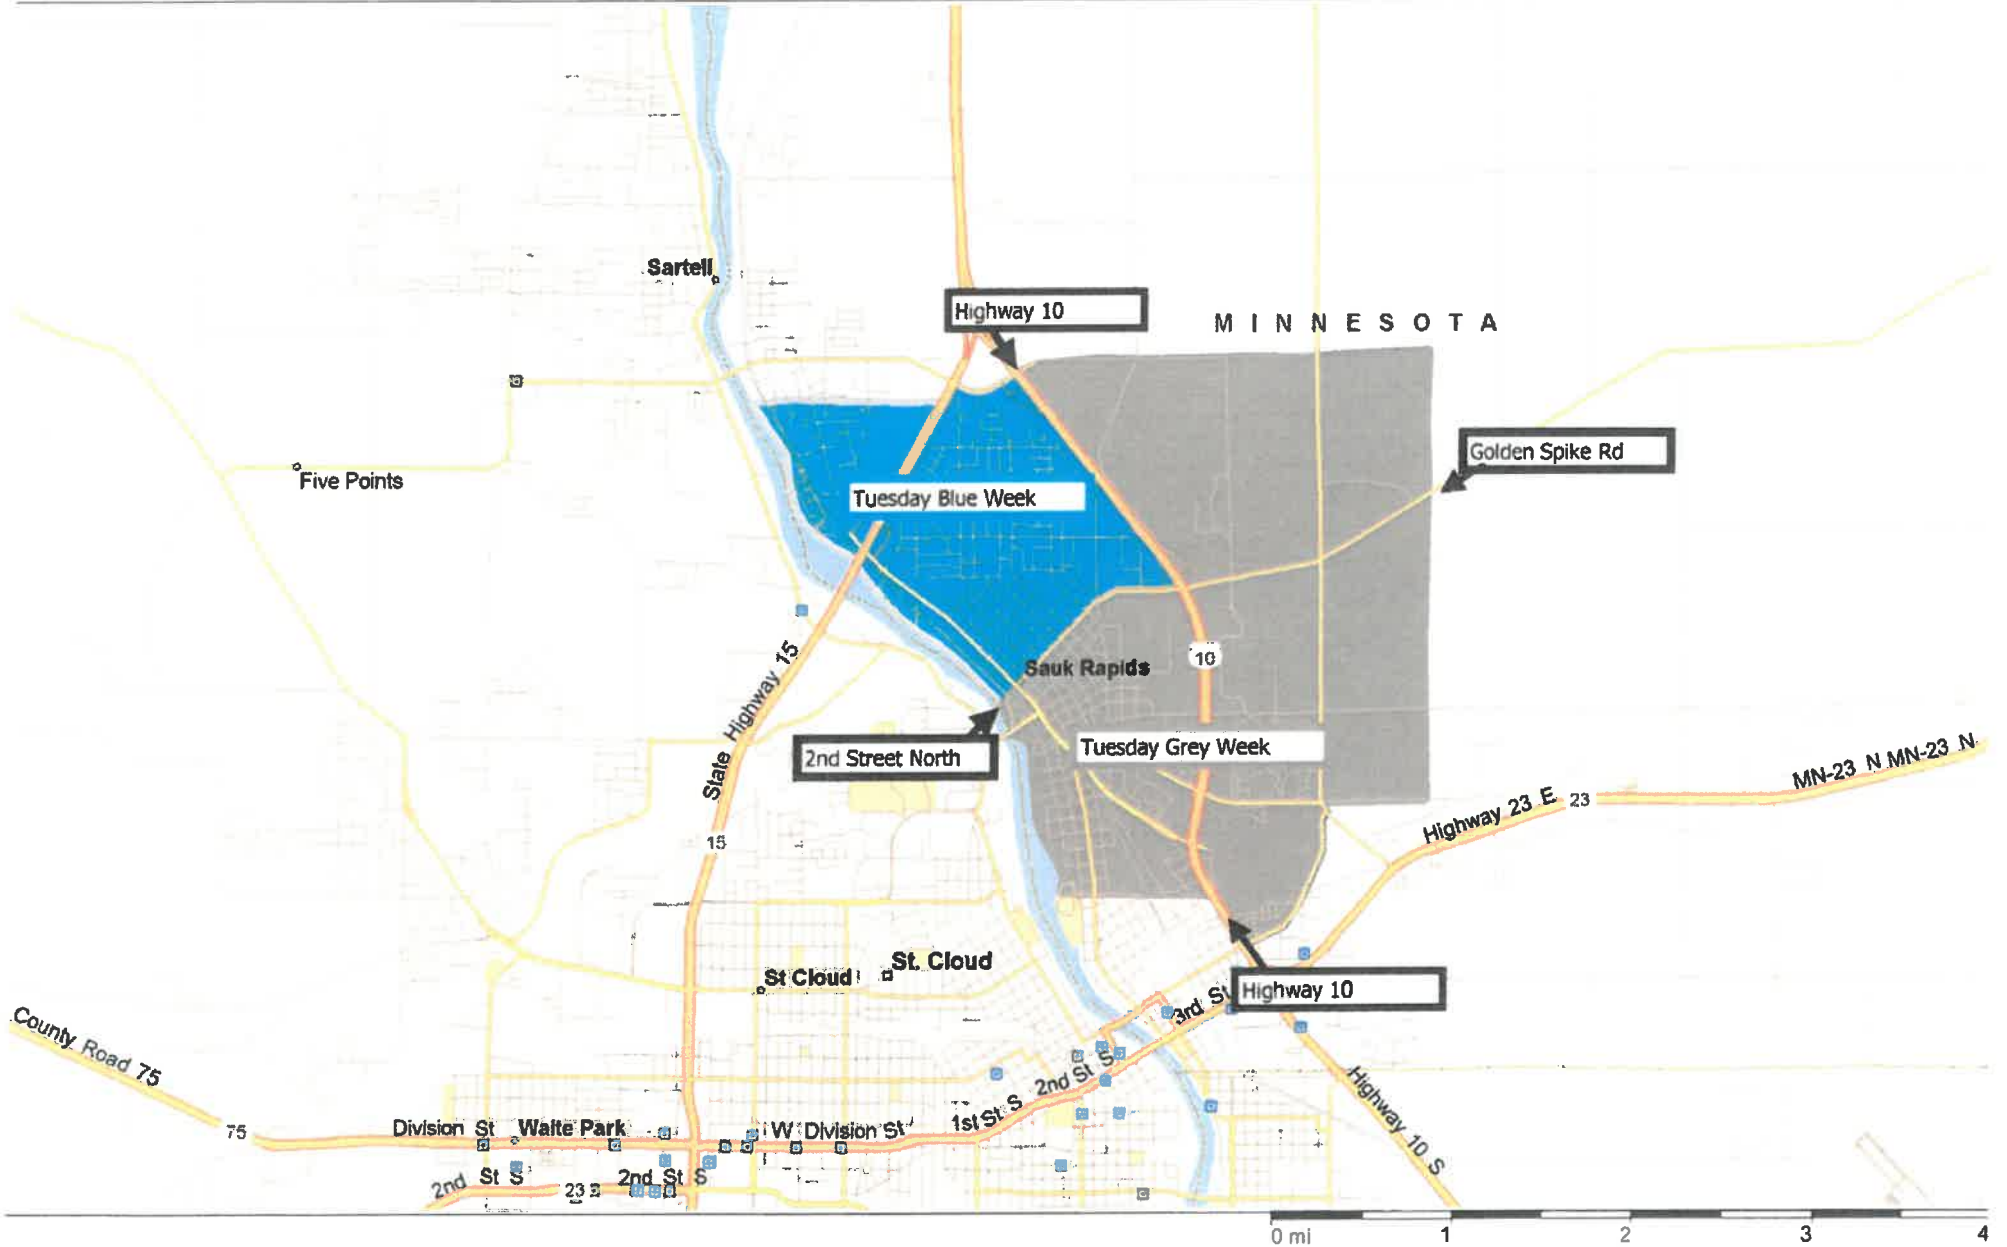 Sartell
Highway 10
MINNESOTA
Golden Spike Rd
Five Points
Tuesday Blue Week
Sauk Rapids
10
State Highway 15
2nd Street North
Tuesday Grey Week
MN-23 N MN-23 N
Highway 23 E
23
15
St Cloud
St. Cloud
Highway 10
3rd St
County Road 75
2nd St S
Highway 10 S
75
Division St
Waite Park
W Division St
1st St S
2nd St S
23
2nd St S
0 mi 1 2 3 4